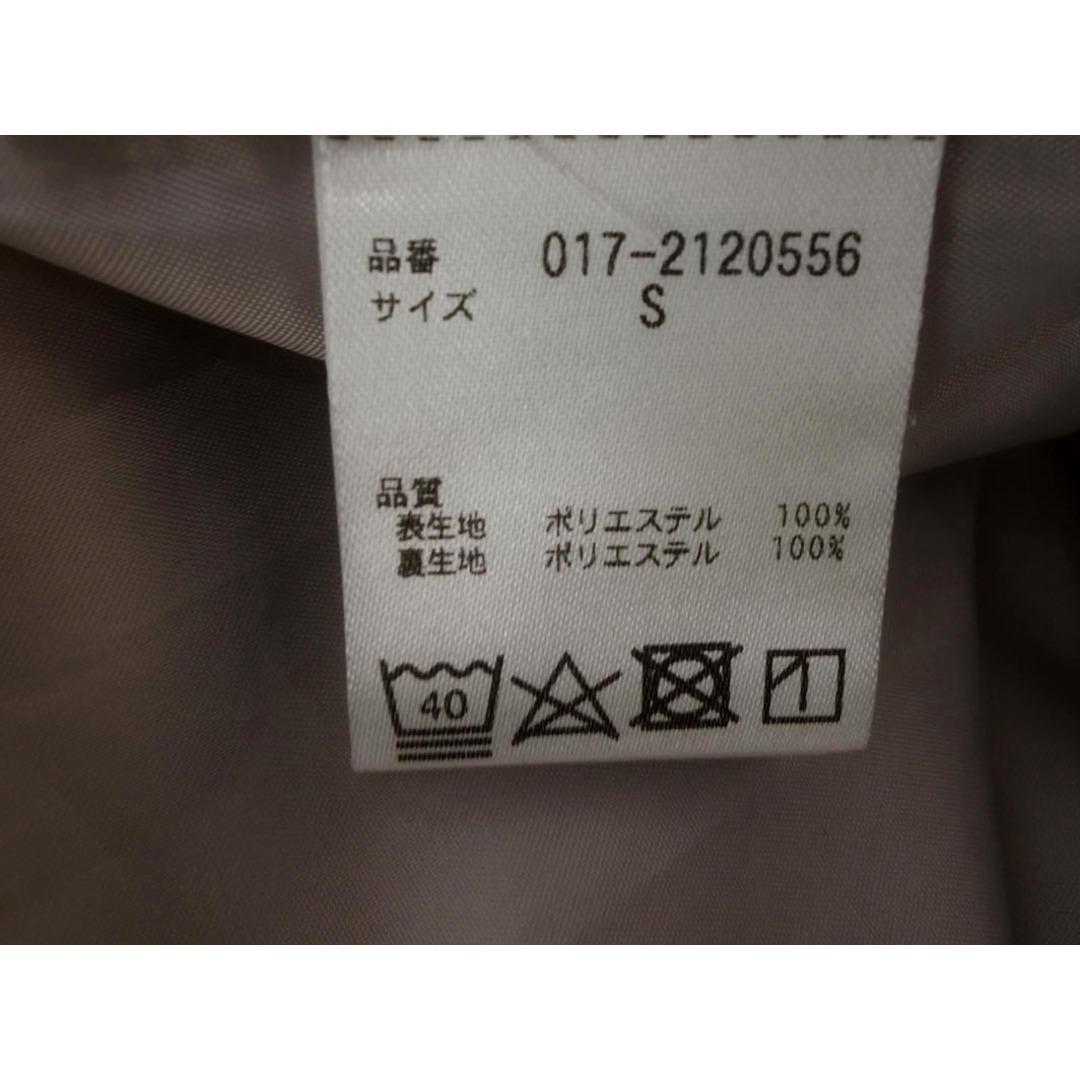 品番 017-2120556
サイズ S
品質
表生地 ポリエステル 100%
裏生地 ポリエステル 100%
40